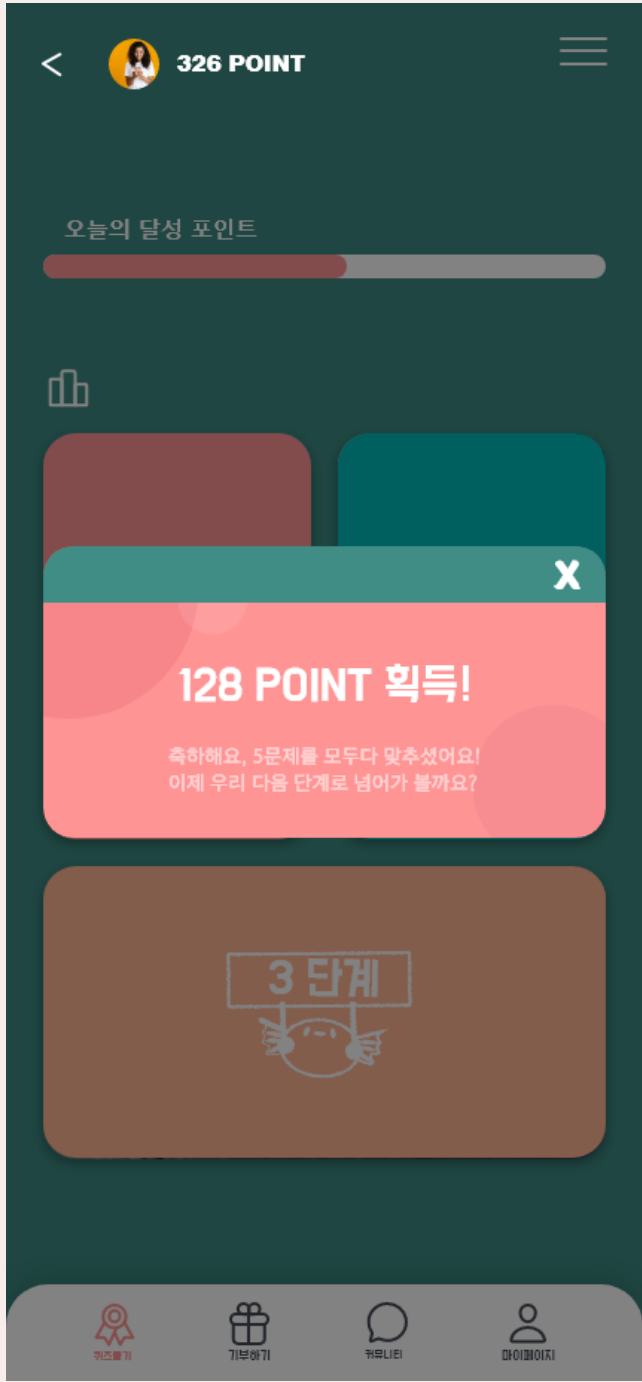 < 326 POINT
오늘의 달성 포인트
X
128 POINT 획득!
축하해요, 5문제를 모두다 맞추셨어요!
이제 우리 다음 단계로 넘어가 볼까요?
3 단계
퀴즈풀기 기부하기 커뮤니티 마이페이지